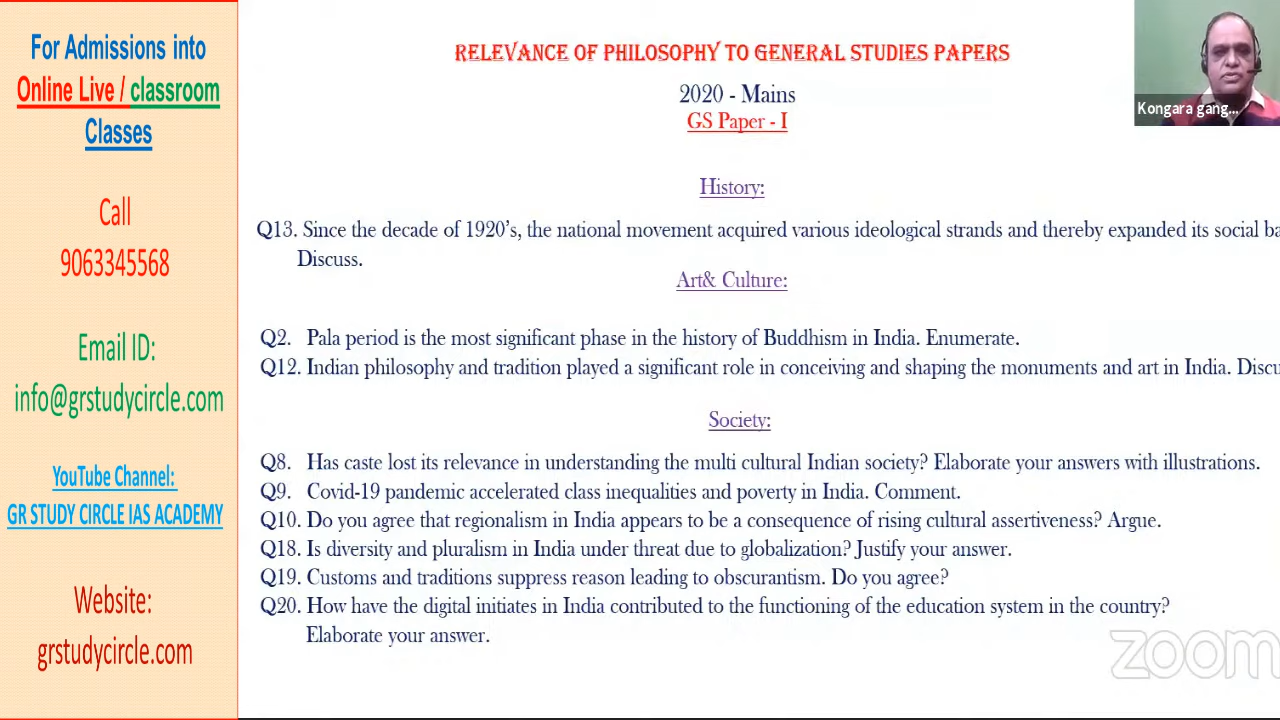 For Admissions into
Online Live / classroom
Classes
Call
9063345568
Email ID:
info@grstudycircle.com
YouTube Channel:
GR STUDY CIRCLE IAS ACADEMY
Website:
grstudycircle.com
RELEVANCE OF PHILOSOPHY TO GENERAL STUDIES PAPERS
2020 - Mains
GS Paper - I
History:
Q13. Since the decade of 1920's, the national movement acquired various ideological strands and thereby expanded its social ba
Discuss.
Art& Culture:
Q2. Pala period is the most significant phase in the history of Buddhism in India. Enumerate.
Q12. Indian philosophy and tradition played a significant role in conceiving and shaping the monuments and art in India. Discu
Society:
Q8. Has caste lost its relevance in understanding the multi cultural Indian society? Elaborate your answers with illustrations.
Q9. Covid-19 pandemic accelerated class inequalities and poverty in India. Comment.
Q10. Do you agree that regionalism in India appears to be a consequence of rising cultural assertiveness? Argue.
Q18. Is diversity and pluralism in India under threat due to globalization? Justify your answer.
Q19. Customs and traditions suppress reason leading to obscurantism. Do you agree?
Q20. How have the digital initiates in India contributed to the functioning of the education system in the country?
Elaborate your answer.
Kongara gang...
zoom